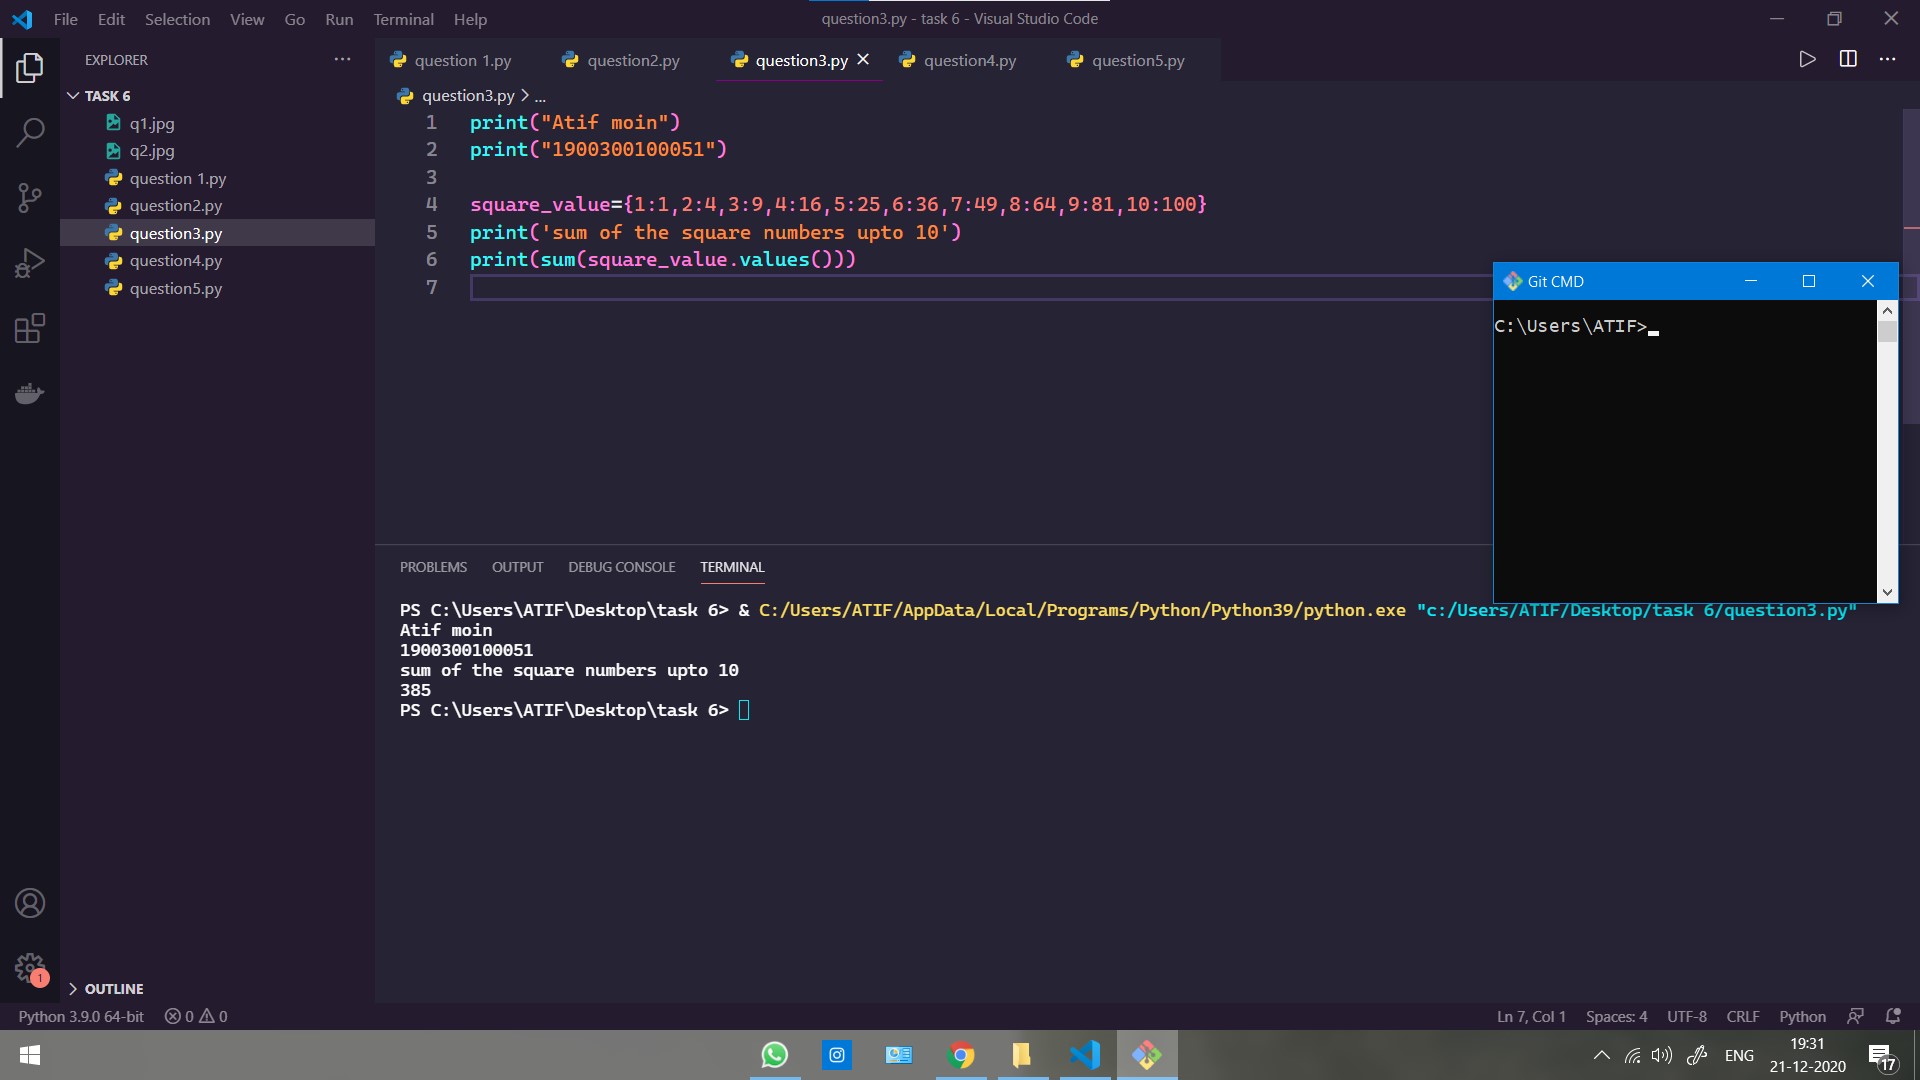 File Edit Selection View Go Run Terminal Help
question3.py - task 6 - Visual Studio Code
EXPLORER
question 1.py question2.py question3.py question4.py question5.py
TASK 6
q1.jpg
q2.jpg
question 1.py
question2.py
question3.py
question4.py
question5.py
question3.py > ...
1 print("Atif moin")
2 print("1900300100051")
3
4 square_value={1:1,2:4,3:9,4:16,5:25,6:36,7:49,8:64,9:81,10:100}
5 print('sum of the square numbers upto 10')
6 print(sum(square_value.values()))
7
Git CMD
C:\Users\ATIF>
PROBLEMS OUTPUT DEBUG CONSOLE TERMINAL
PS C:\Users\ATIF\Desktop\task 6> & C:/Users/ATIF/AppData/Local/Programs/Python/Python39/python.exe "c:/Users/ATIF/Desktop/task 6/question3.py"
Atif moin
1900300100051
sum of the square numbers upto 10
385
PS C:\Users\ATIF\Desktop\task 6>
1
OUTLINE
Python 3.9.0 64-bit 0 0
Ln 7, Col 1 Spaces: 4 UTF-8 CRLF Python
ENG
19:31
21-12-2020
17